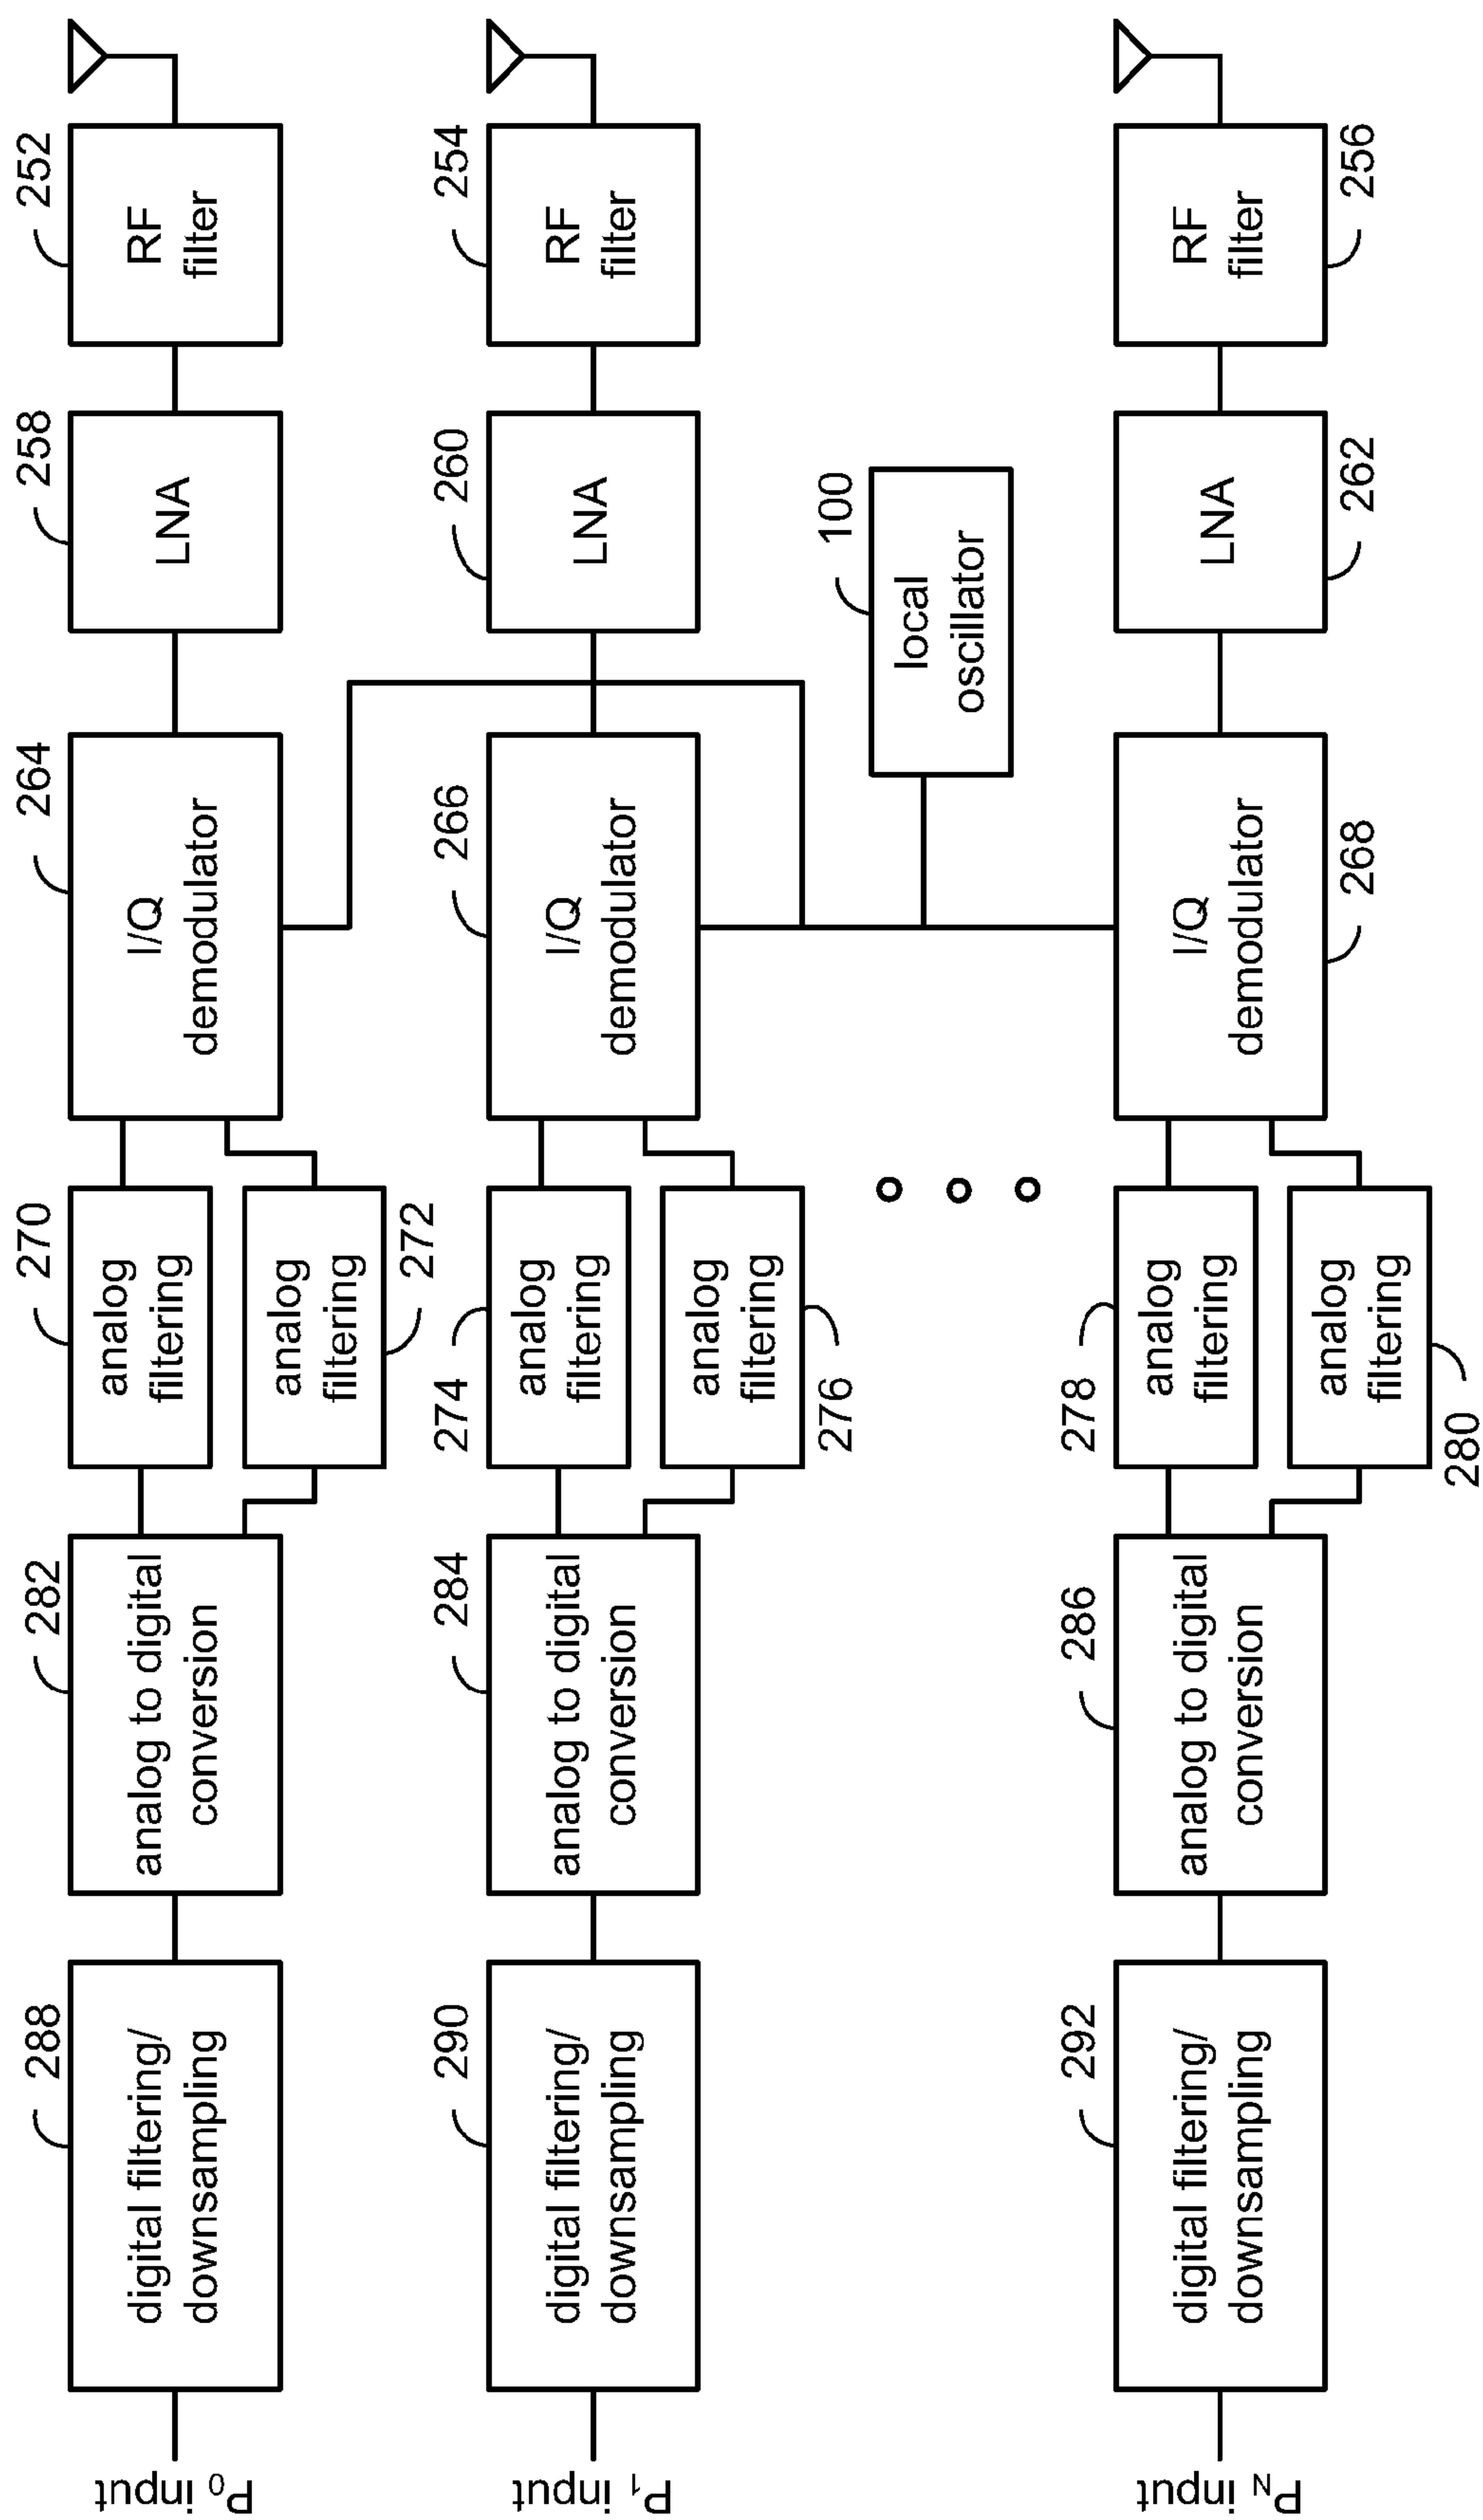 P0 input
288
digital filtering/
downsampling
282
analog to digital
conversion
270
analog
filtering
analog
filtering
272
264
I/Q
demodulator
258
LNA
252
RF
filter
P1 input
290
digital filtering/
downsampling
284
analog to digital
conversion
274
analog
filtering
analog
filtering
276
266
I/Q
demodulator
260
LNA
254
RF
filter
100
local
oscillator
PN input
292
digital filtering/
downsampling
286
analog to digital
conversion
278
analog
filtering
analog
filtering
280
I/Q
demodulator
268
LNA
262
RF
filter
256